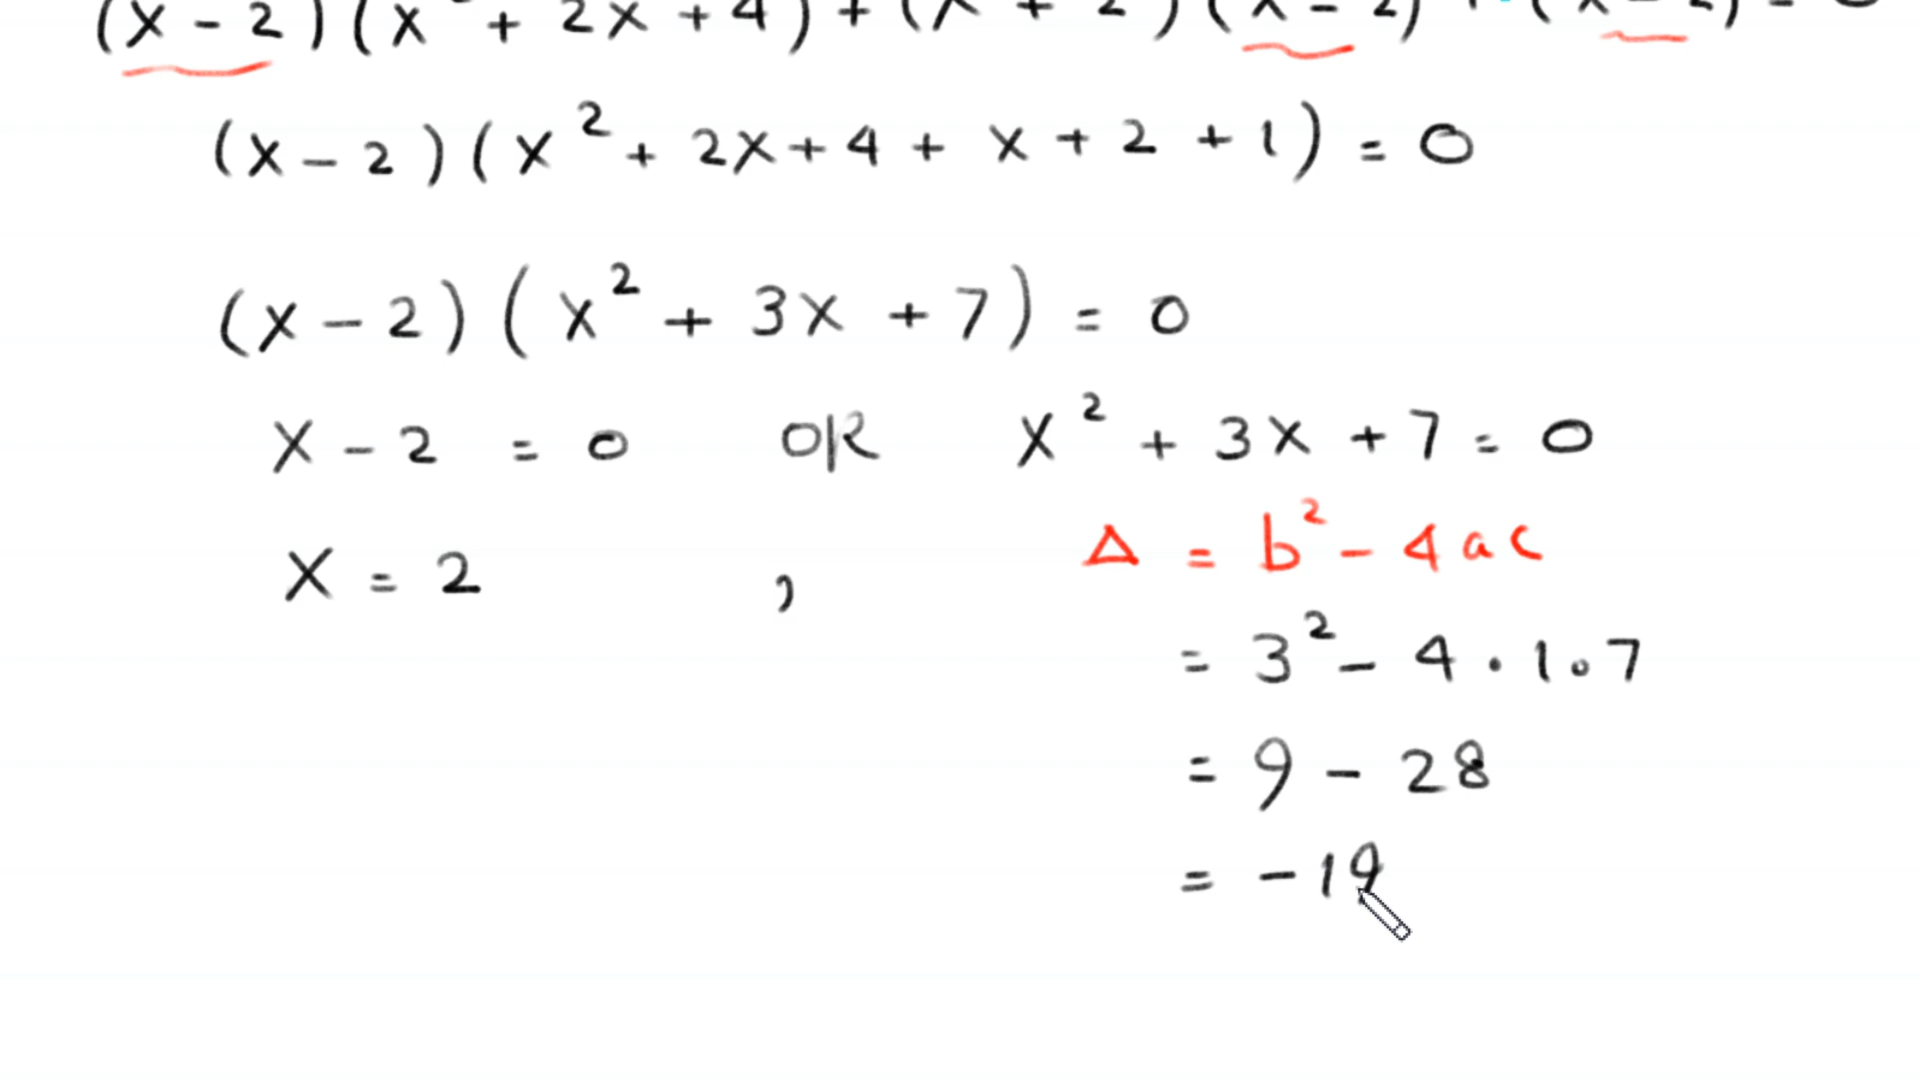 (x - 2)(x² + 2x + 4) + (x + 2)(x - 2) + (x - 2) = 0
(x - 2)(x² + 2x + 4 + x + 2 + 1) = 0
(x - 2)(x² + 3x + 7) = 0
x - 2 = 0 OR x² + 3x + 7 = 0
x = 2 , Δ = b² - 4ac
= 3² - 4 · 1 · 7
= 9 - 28
= -19